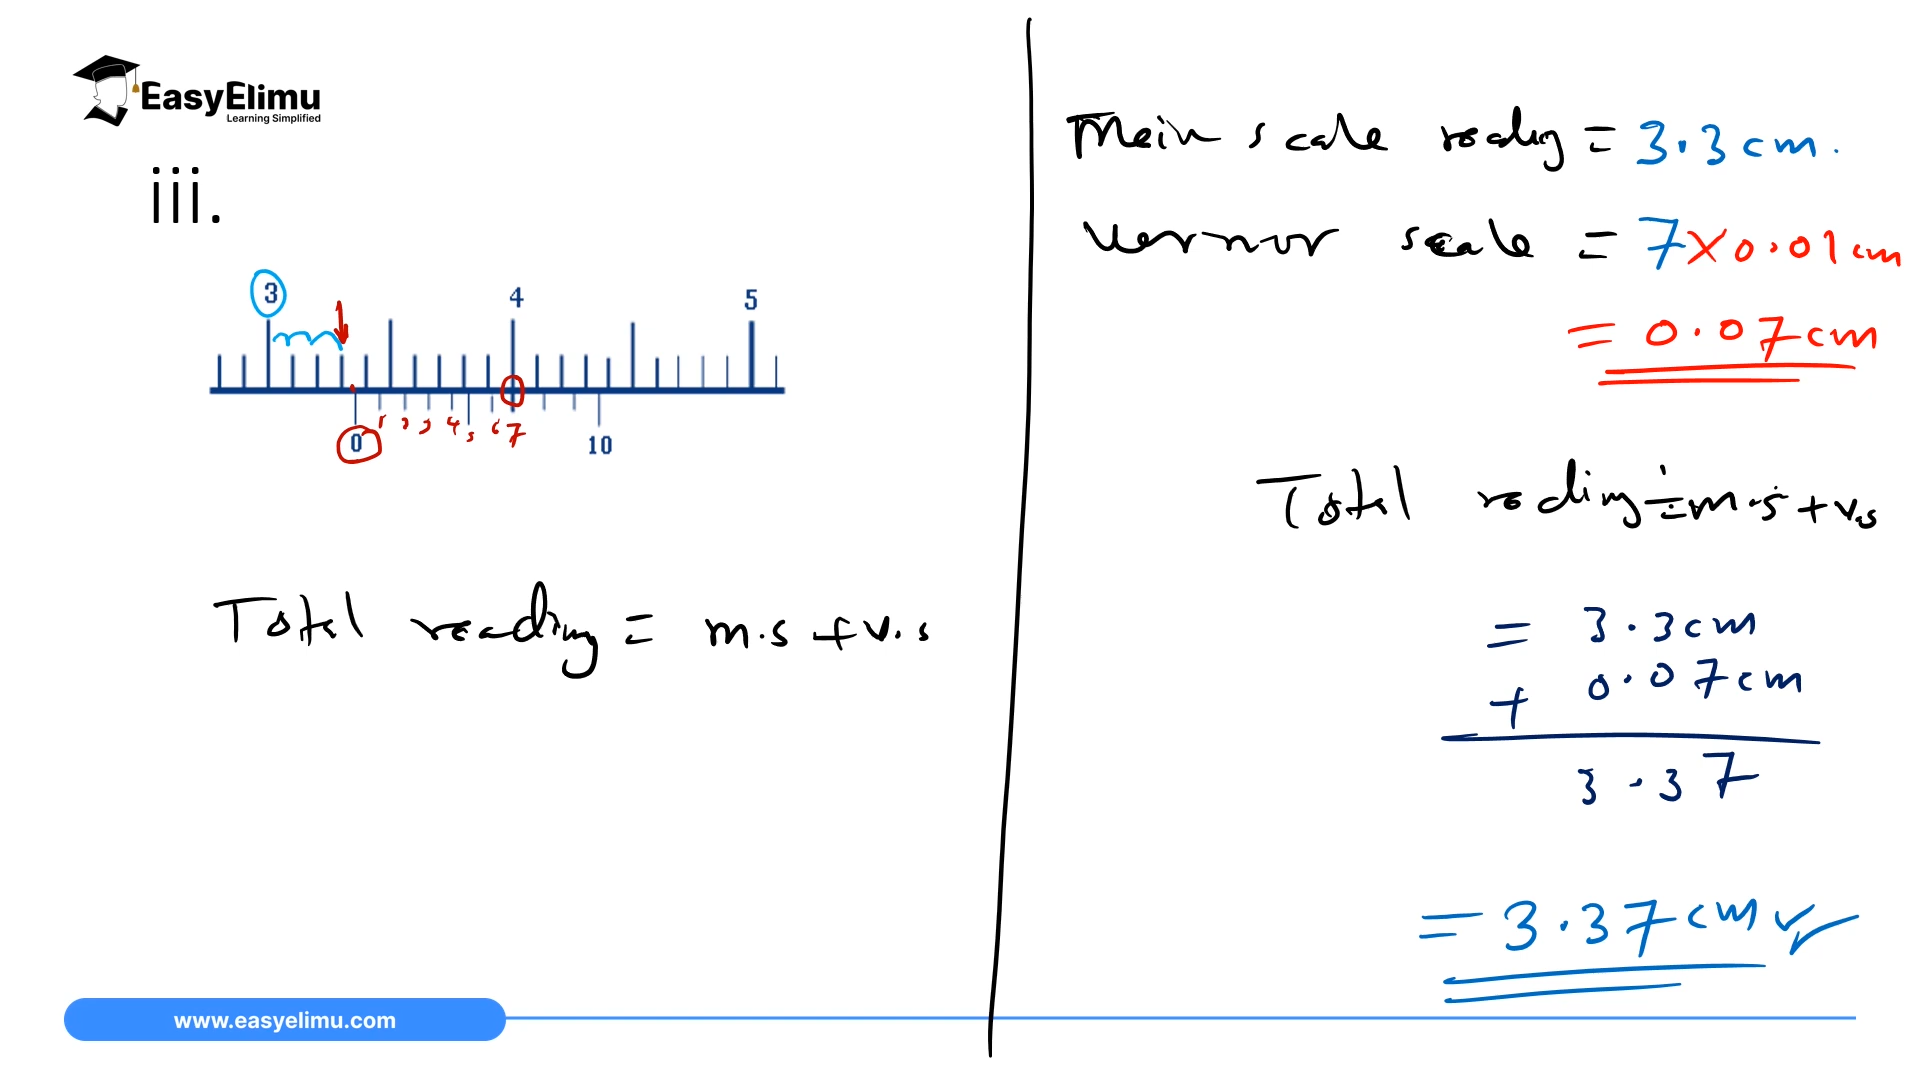 EasyElimu
Learning Simplified
iii.
3 4 5
1 2 3 4 5 6 7
0 10
Total reading = m.s + v.s
www.easyelimu.com
Main scale readig = 3.3 cm.
vernier scale = 7 × 0.01 cm
= 0.07 cm
Total reding = m.s + v.s
= 3.3 cm
+ 0.07 cm
3.37
= 3.37 cm ✓